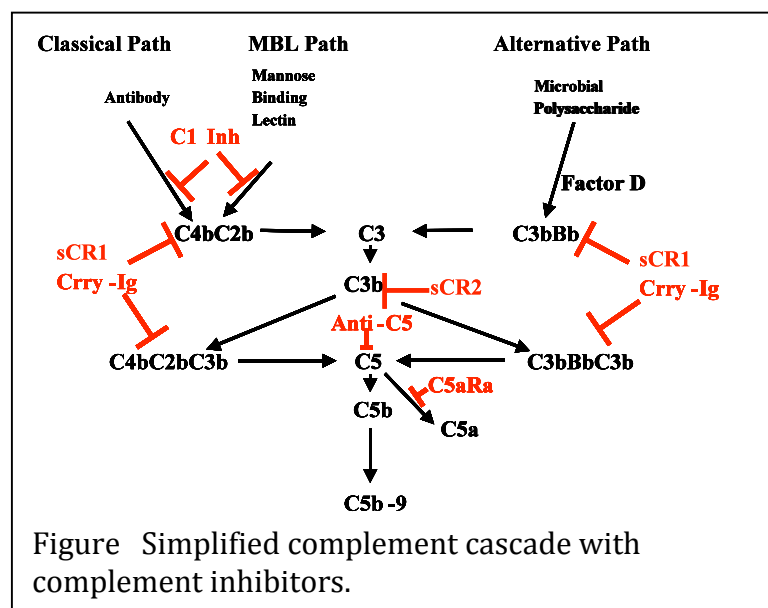 Classical Path MBL Path Alternative Path
Mannose
Binding
Lectin
Antibody
Microbial
Polysaccharide
C1 Inh
Factor D
C4bC2b C3 C3bBb
sCR1
Crry -Ig
sCR1
Crry -Ig
C3b sCR2
Anti -C5
C4bC2bC3b C5 C3bBbC3b
C5aRa
C5b
C5a
C5b -9
Figure Simplified complement cascade with
complement inhibitors.